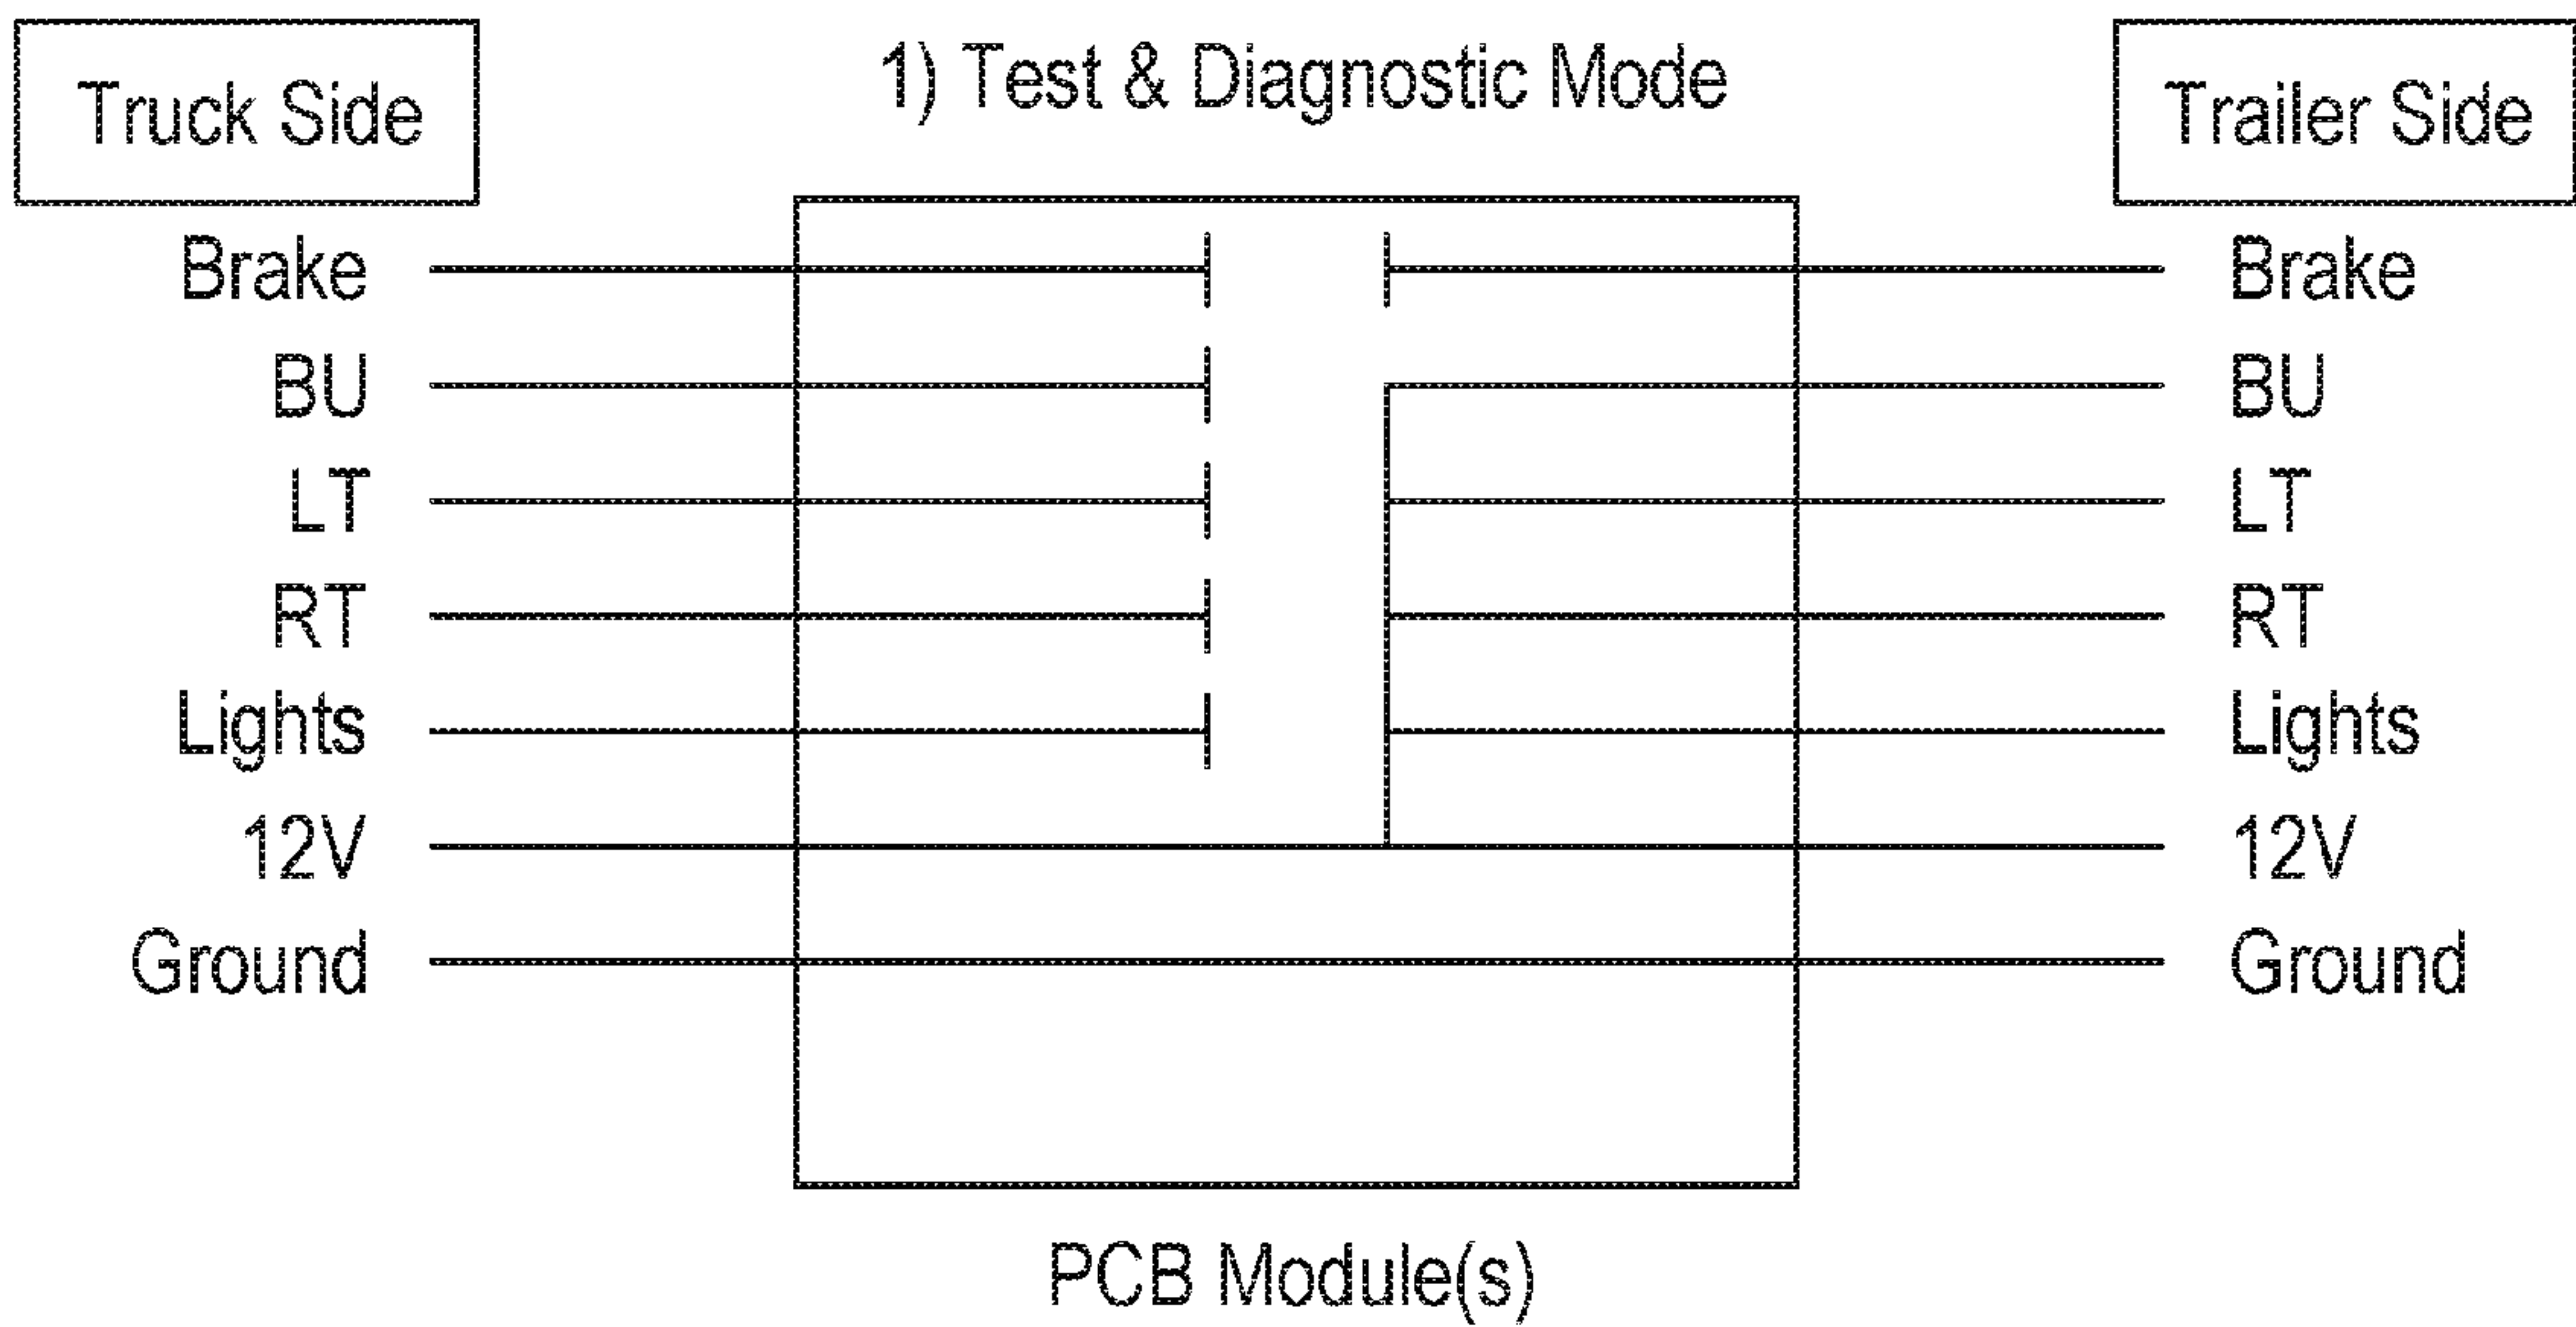 Truck Side
1) Test & Diagnostic Mode
Trailer Side
Brake
Brake
BU
BU
LT
LT
RT
RT
Lights
Lights
12V
12V
Ground
Ground
PCB Module(s)